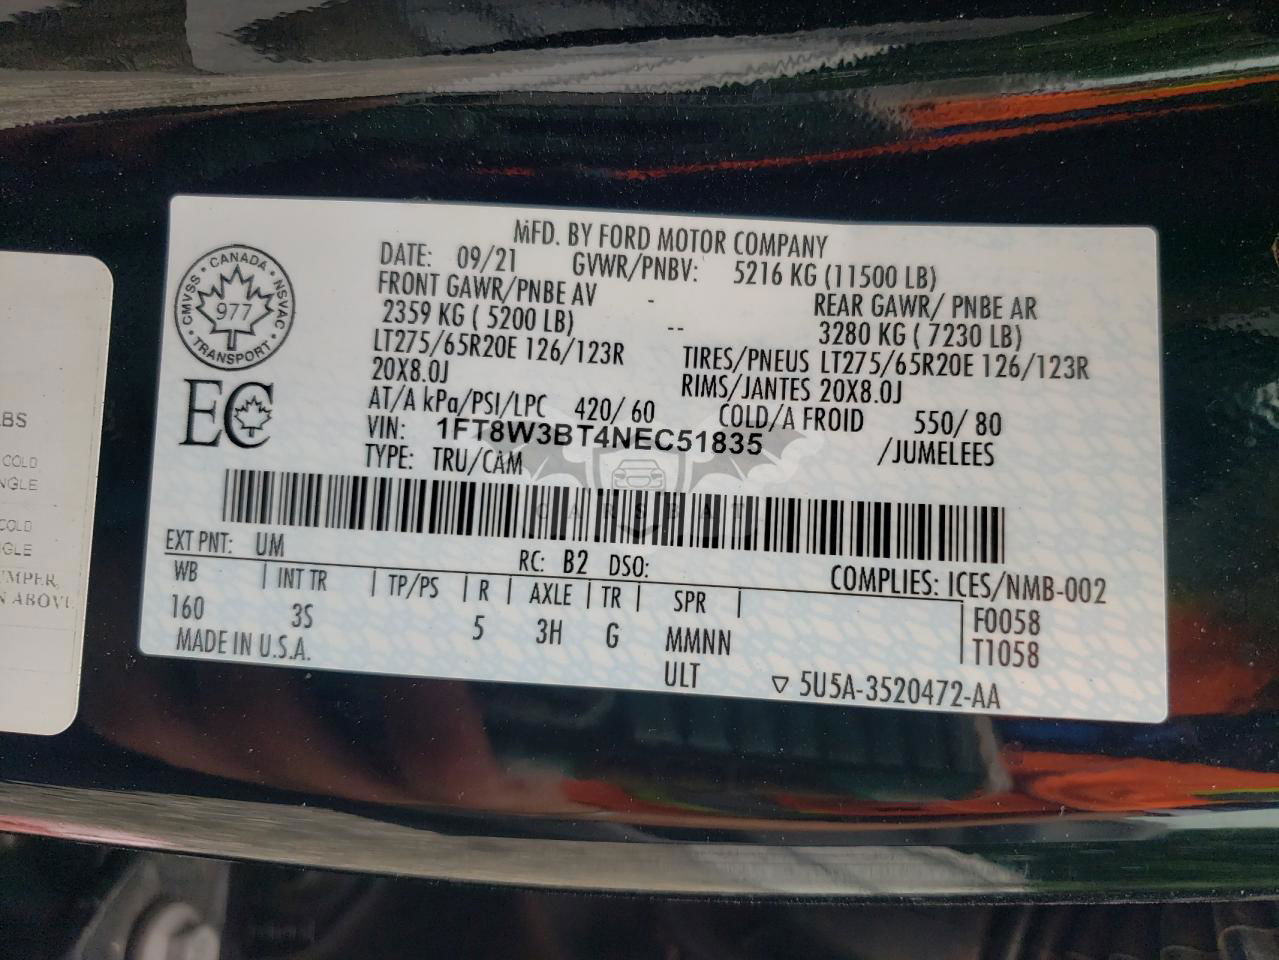 MFD. BY FORD MOTOR COMPANY
DATE: 09/21 GVWR/PNBV: 5216 KG (11500 LB)
FRONT GAWR/PNBE AV - REAR GAWR/ PNBE AR
2359 KG ( 5200 LB) -- 3280 KG ( 7230 LB)
LT275/65R20E 126/123R TIRES/PNEUS LT275/65R20E 126/123R
20X8.0J RIMS/JANTES 20X8.0J
AT/A kPa/PSI/LPC 420/ 60 COLD/A FROID 550/ 80
VIN: 1FT8W3BT4NEC51835 /JUMELEES
TYPE: TRU/CAM
CANADA
CMVSS NSVAC
977
TRANSPORT
EC
CARSBAT
EXT PNT: UM RC: B2 DSO: COMPLIES: ICES/NMB-002
WB | INT TR | TP/PS | R | AXLE | TR | SPR | F0058
160 3S 5 3H G MMNN T1058
MADE IN U.S.A. ULT ▽ 5U5A-3520472-AA
BS
COLD
NGLE
COLD
GLE
UMPER,
N ABOVE